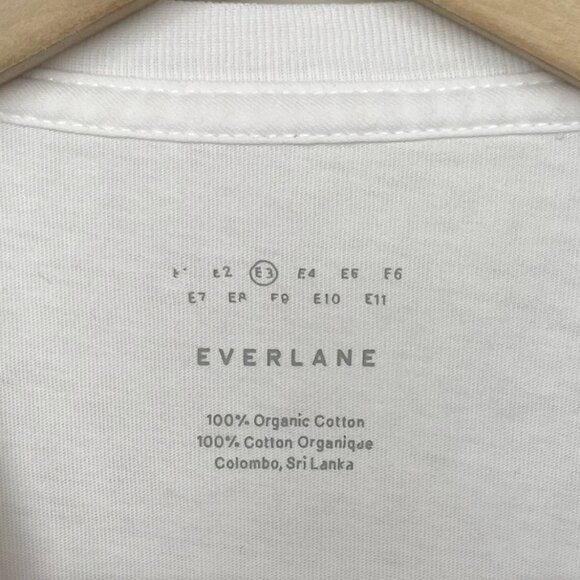 E2 E3 E4 E5 E6
E7 E8 E9 E10 E11
EVERLANE
100% Organic Cotton
100% Cotton Organique
Colombo, Sri Lanka